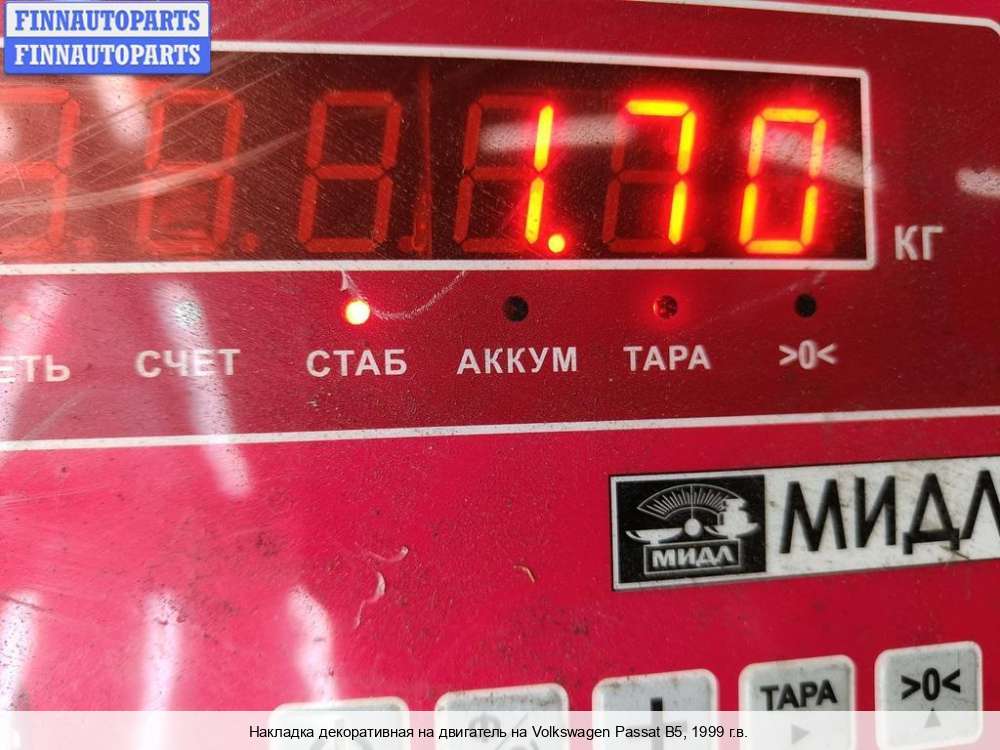 FINNAUTOPARTS
FINNAUTOPARTS
1.70
КГ
СЧЕТ СТАБ АККУМ ТАРА >0<
МИДЛ
МИДЛ
ТАРА >0<
Накладка декоративная на двигатель на Volkswagen Passat B5, 1999 г.в.